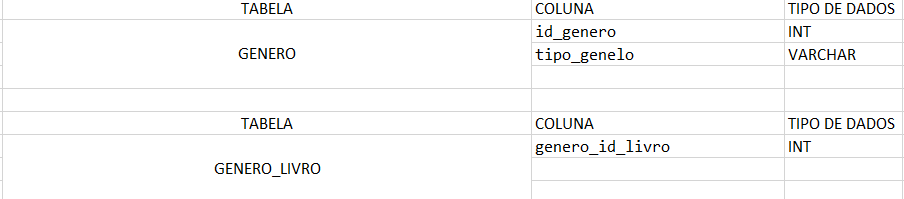 TABELA COLUNA TIPO DE DADOS
id_genero INT
GENERO tipo_genelo VARCHAR
TABELA COLUNA TIPO DE DADOS
genero_id_livro INT
GENERO_LIVRO